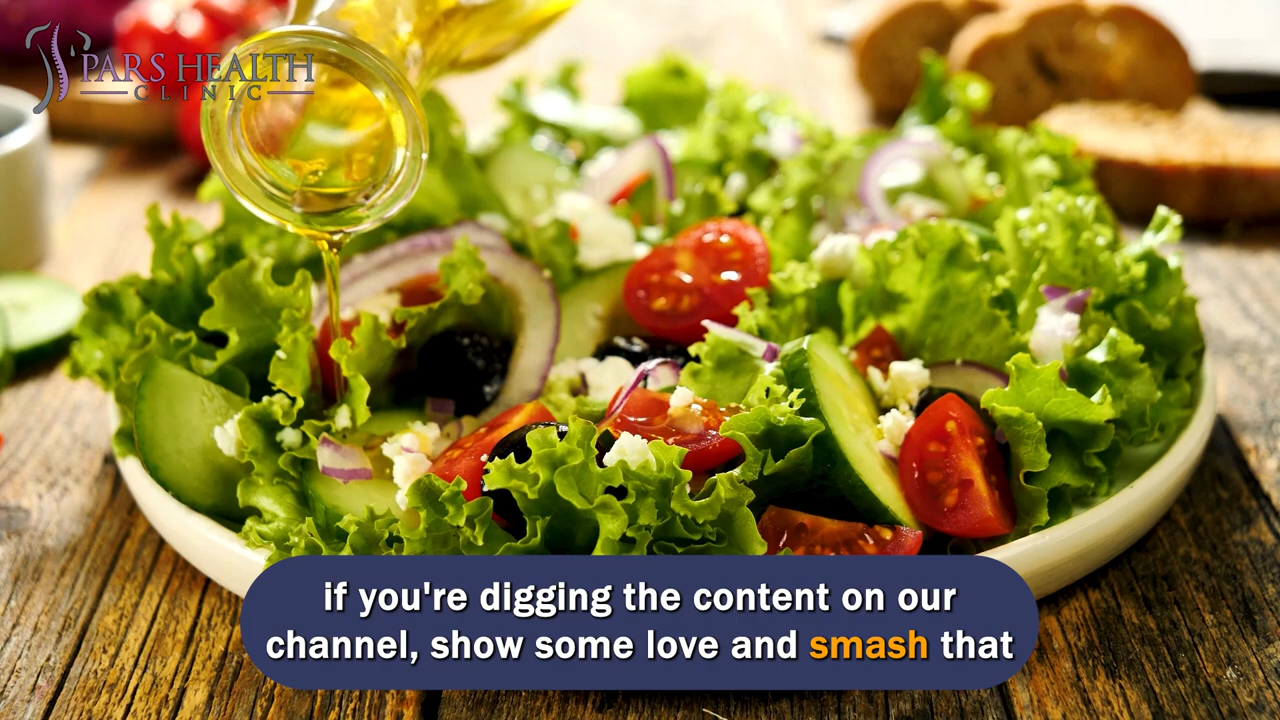 PARS HEALTH
CLINIC
if you're digging the content on our
channel, show some love and smash that